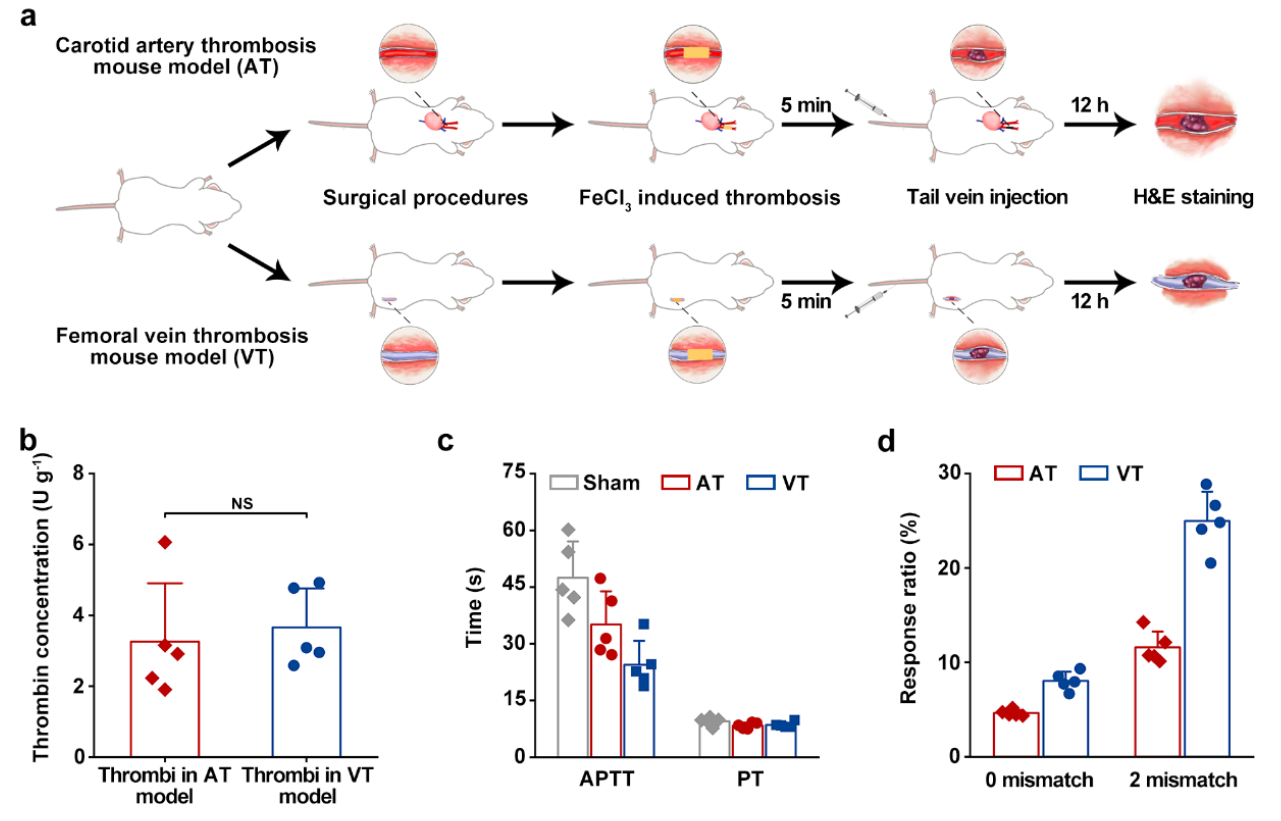 a
Carotid artery thrombosis
mouse model (AT)
5 min
12 h
Surgical procedures
FeCl3 induced thrombosis
Tail vein injection
H&E staining
5 min
12 h
Femoral vein thrombosis
mouse model (VT)
b
Thrombin concentration (U g-1)
8
6
4
2
0
NS
Thrombi in AT
model
Thrombi in VT
model
c
Time (s)
75
60
45
30
15
0
Sham
AT
VT
APTT
PT
d
Response ratio (%)
30
20
10
0
AT
VT
0 mismatch
2 mismatch